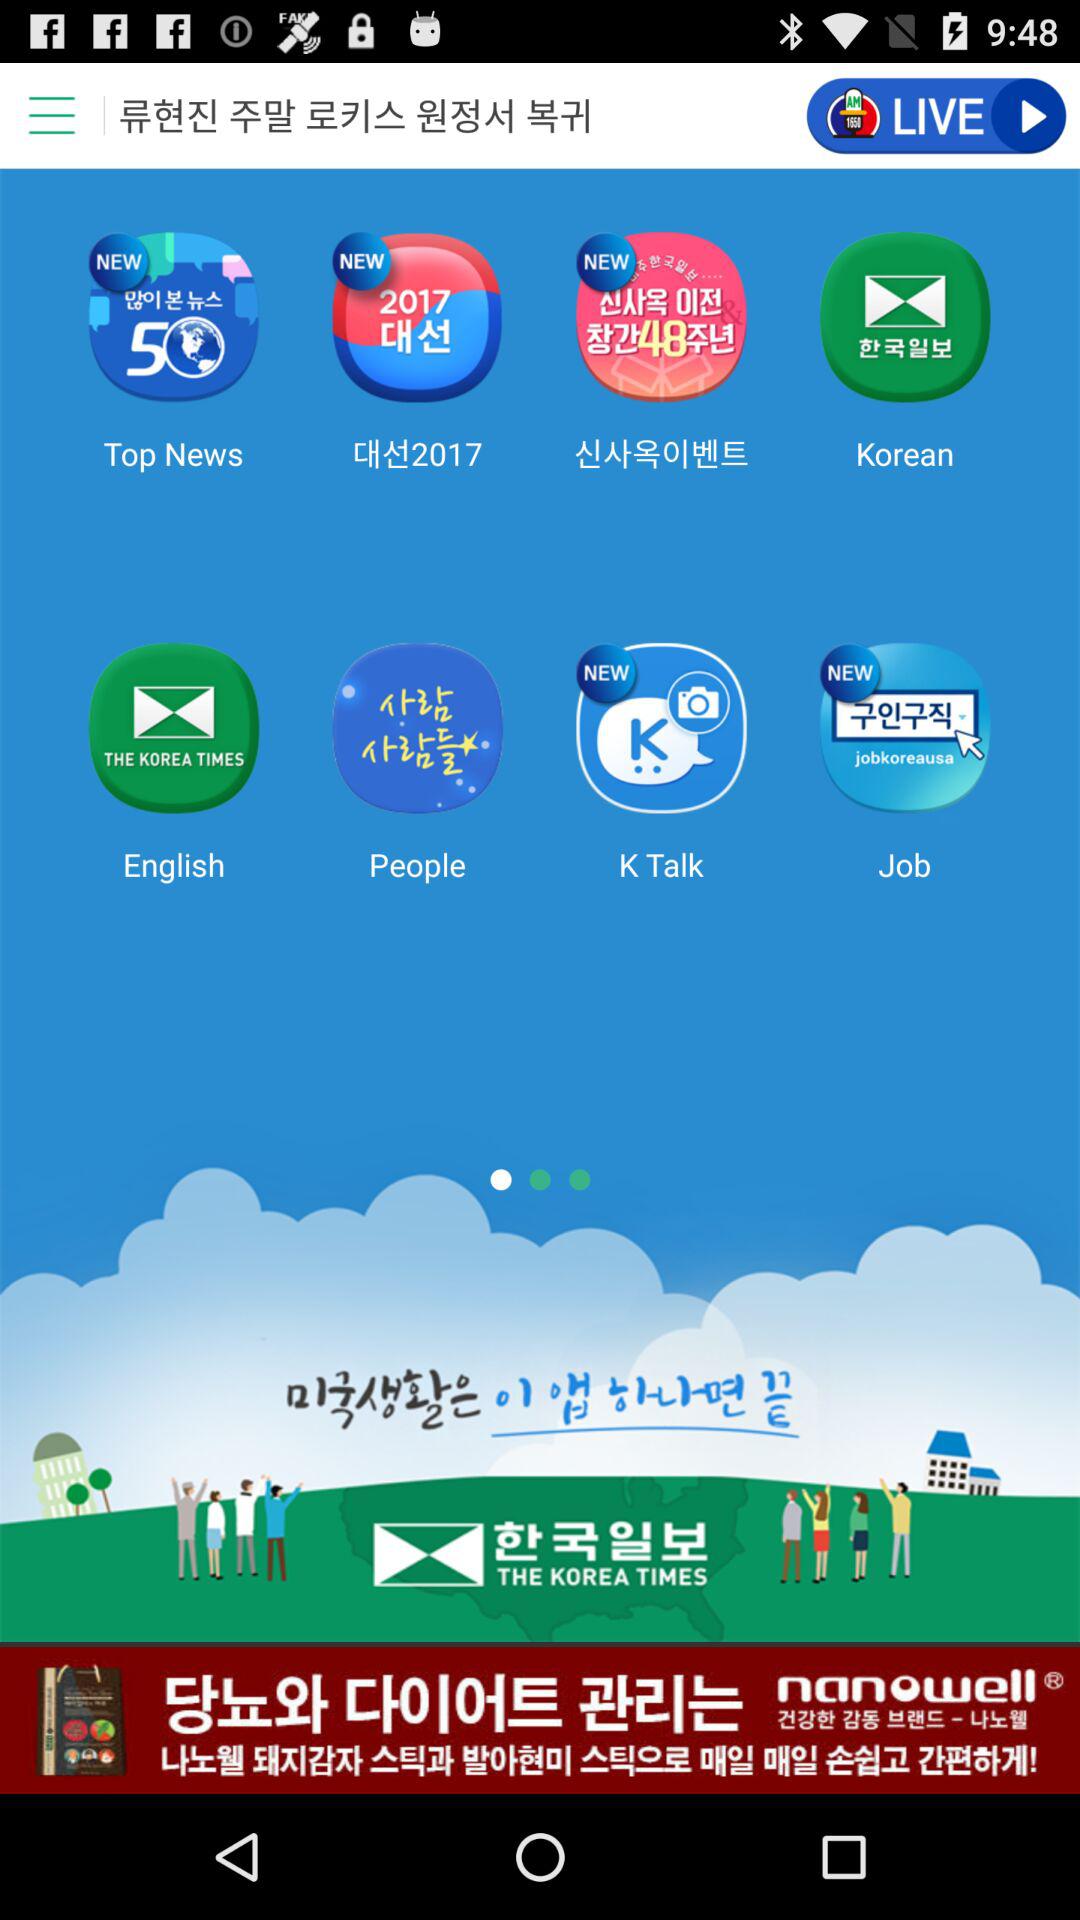 FAKE
9:48
류현진 주말 로키스 원정서 복귀
AM
1650
LIVE
NEW
많이 본 뉴스
50
NEW
2017
대선
NEW
주한국일보
신사옥 이전
&
창간48주년
한국일보
Top News
대선2017
신사옥이벤트
Korean
THE KOREA TIMES
사람
사람들
NEW
K
NEW
구인구직
jobkoreausa
English
People
K Talk
Job
미국생활은 이 앱 하나면 끝
한국일보
THE KOREA TIMES
당뇨와 다이어트 관리는
nanowell®
건강한 감동 브랜드 - 나노웰
나노웰 돼지감자 스틱과 발아현미 스틱으로 매일 매일 손쉽고 간편하게!